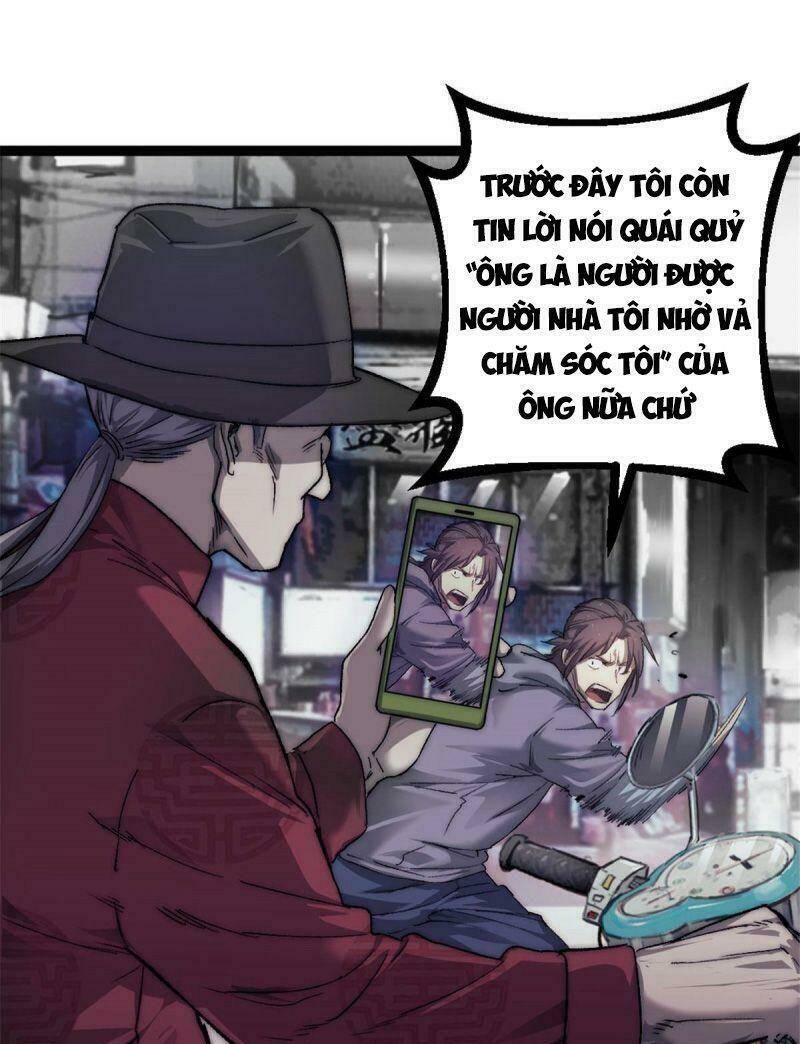 TRƯỚC ĐÂY TÔI CÒN
TIN LỜI NÓI QUÁI QUỶ
“ÔNG LÀ NGƯỜI ĐƯỢC
NGƯỜI NHÀ TÔI NHỜ VẢ
CHĂM SÓC TÔI” CỦA
ÔNG NỮA CHỨ